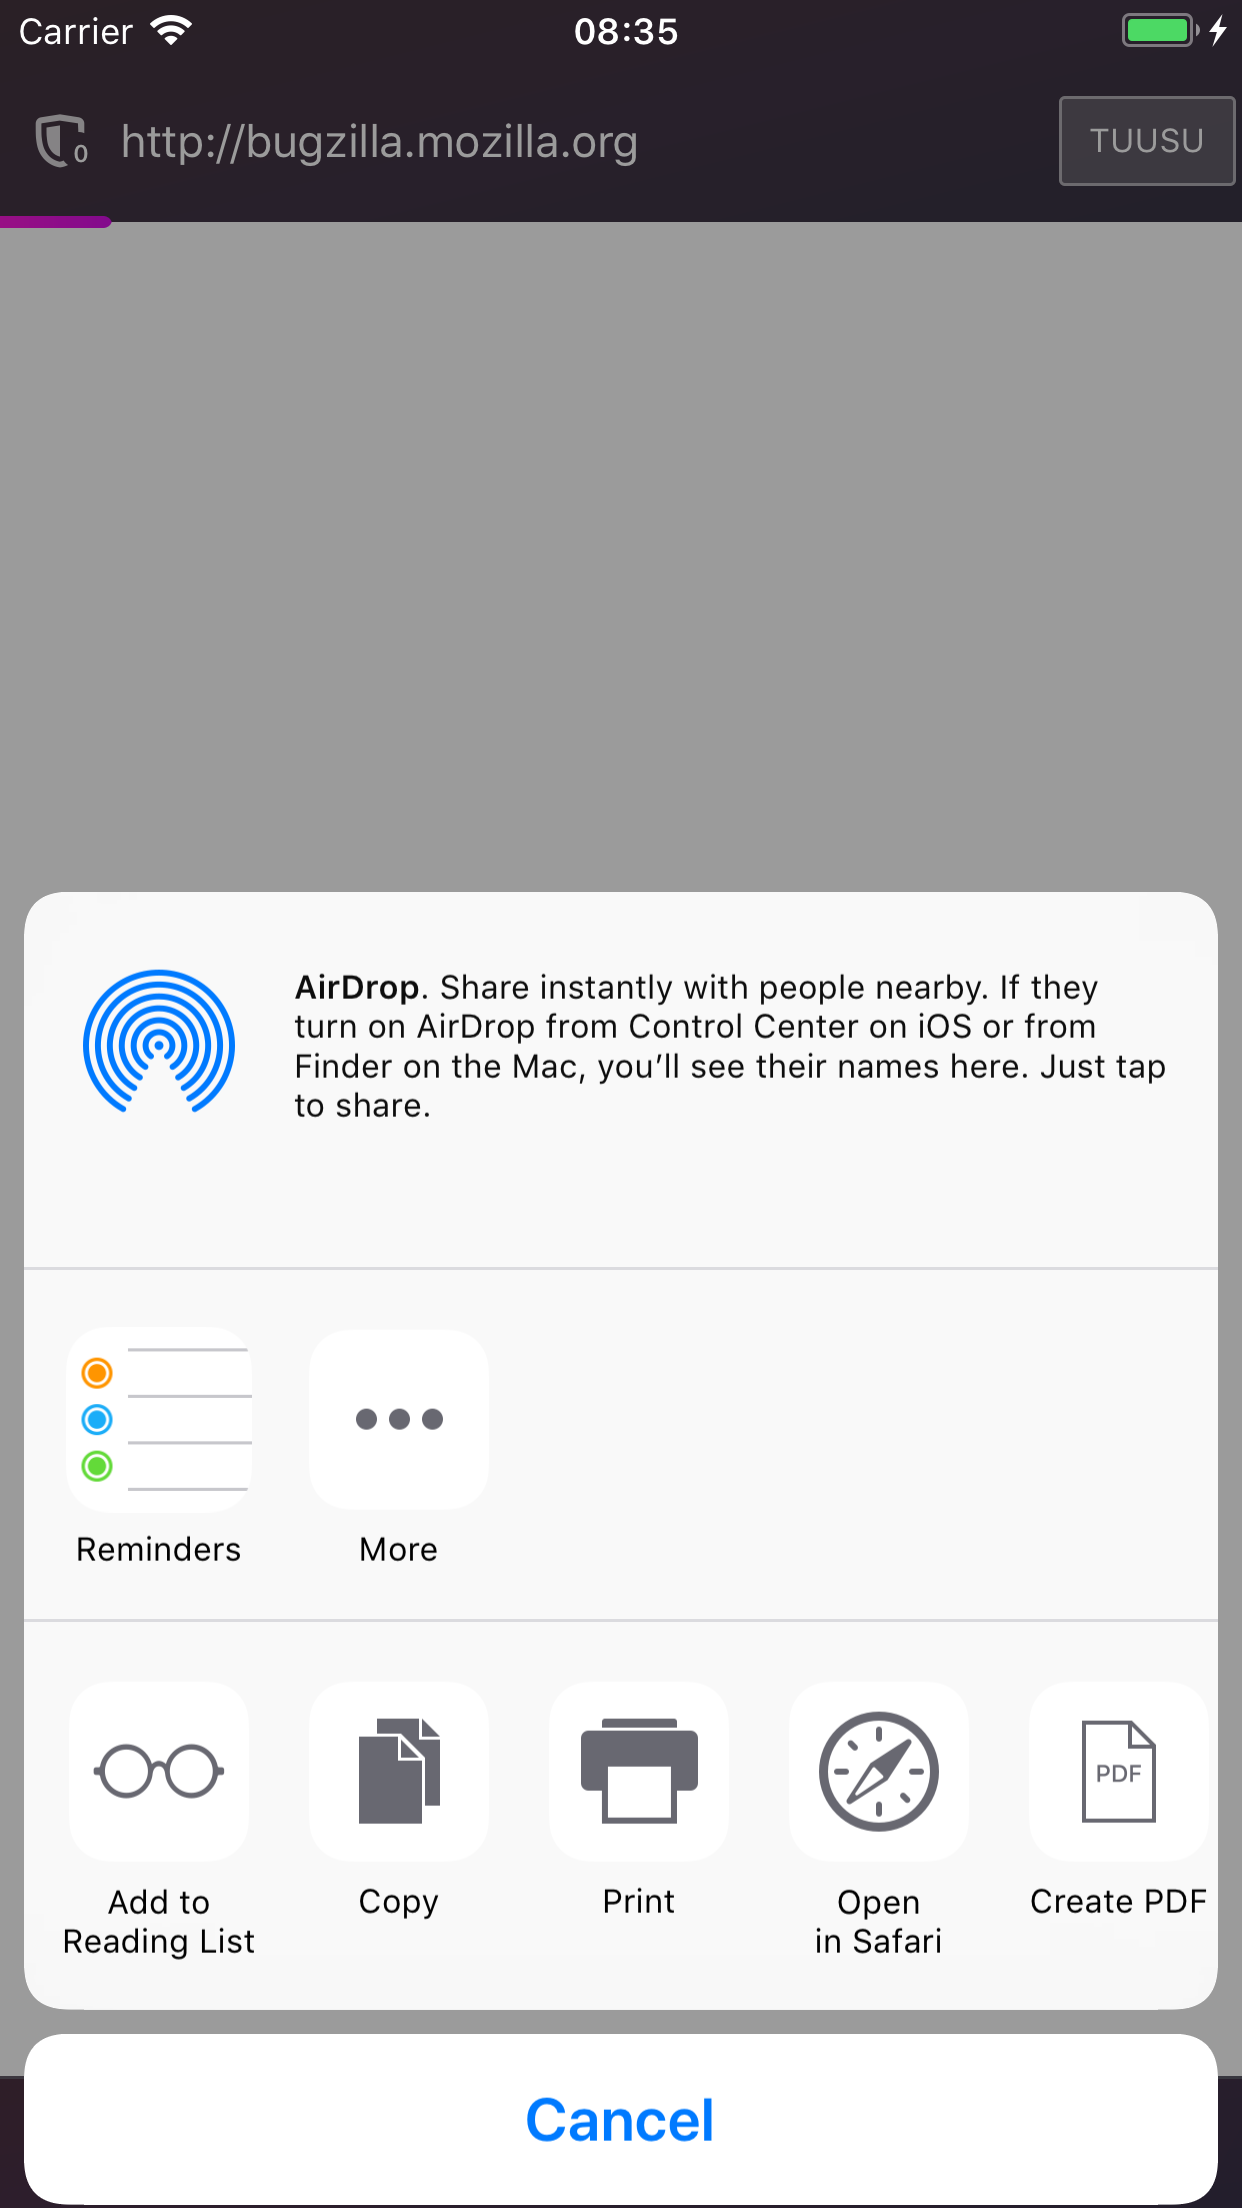 Carrier
08:35
0
http://bugzilla.mozilla.org
TUUSU
AirDrop. Share instantly with people nearby. If they
turn on AirDrop from Control Center on iOS or from
Finder on the Mac, you’ll see their names here. Just tap
to share.
Reminders
More
PDF
Add to
Reading List
Copy
Print
Open
in Safari
Create PDF
Cancel